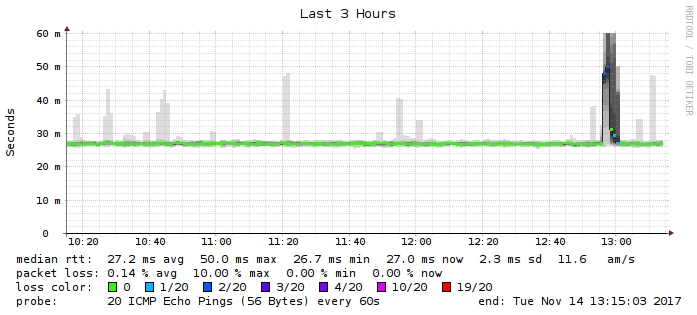 Last 3 Hours
RRDTOOL / TOBI OETIKER
Seconds
60 m
50 m
40 m
30 m
20 m
10 m
0
10:20 10:40 11:00 11:20 11:40 12:00 12:20 12:40 13:00
median rtt: 27.2 ms avg 50.0 ms max 26.7 ms min 27.0 ms now 2.3 ms sd 11.6 am/s
packet loss: 0.14 % avg 10.00 % max 0.00 % min 0.00 % now
loss color: 0 1/20 2/20 3/20 4/20 10/20 19/20
probe: 20 ICMP Echo Pings (56 Bytes) every 60s end: Tue Nov 14 13:15:03 2017